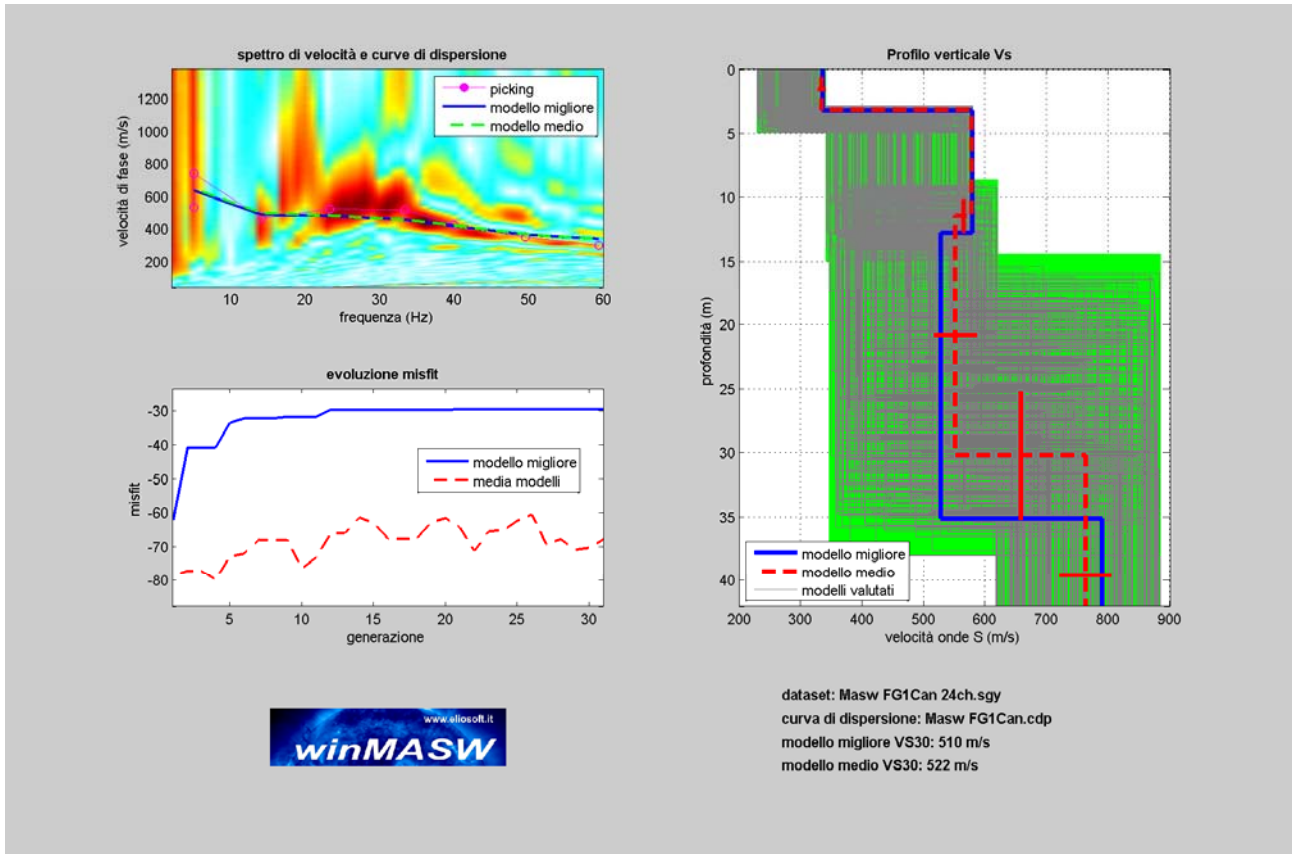 spettro di velocità e curve di dispersione
1200
1000
800
600
400
200
velocità di fase (m/s)
picking
modello migliore
modello medio
10
20
30
40
50
60
frequenza (Hz)
evoluzione misfit
-30
-40
-50
-60
-70
-80
misfit
modello migliore
media modelli
5
10
15
20
25
30
generazione
www.eliosoft.it
winMASW
Profilo verticale Vs
0
5
10
15
20
25
30
35
40
profondità (m)
modello migliore
modello medio
modelli valutati
200
300
400
500
600
700
800
900
velocità onde S (m/s)
dataset: Masw FG1Can 24ch.sgy
curva di dispersione: Masw FG1Can.cdp
modello migliore VS30: 510 m/s
modello medio VS30: 522 m/s